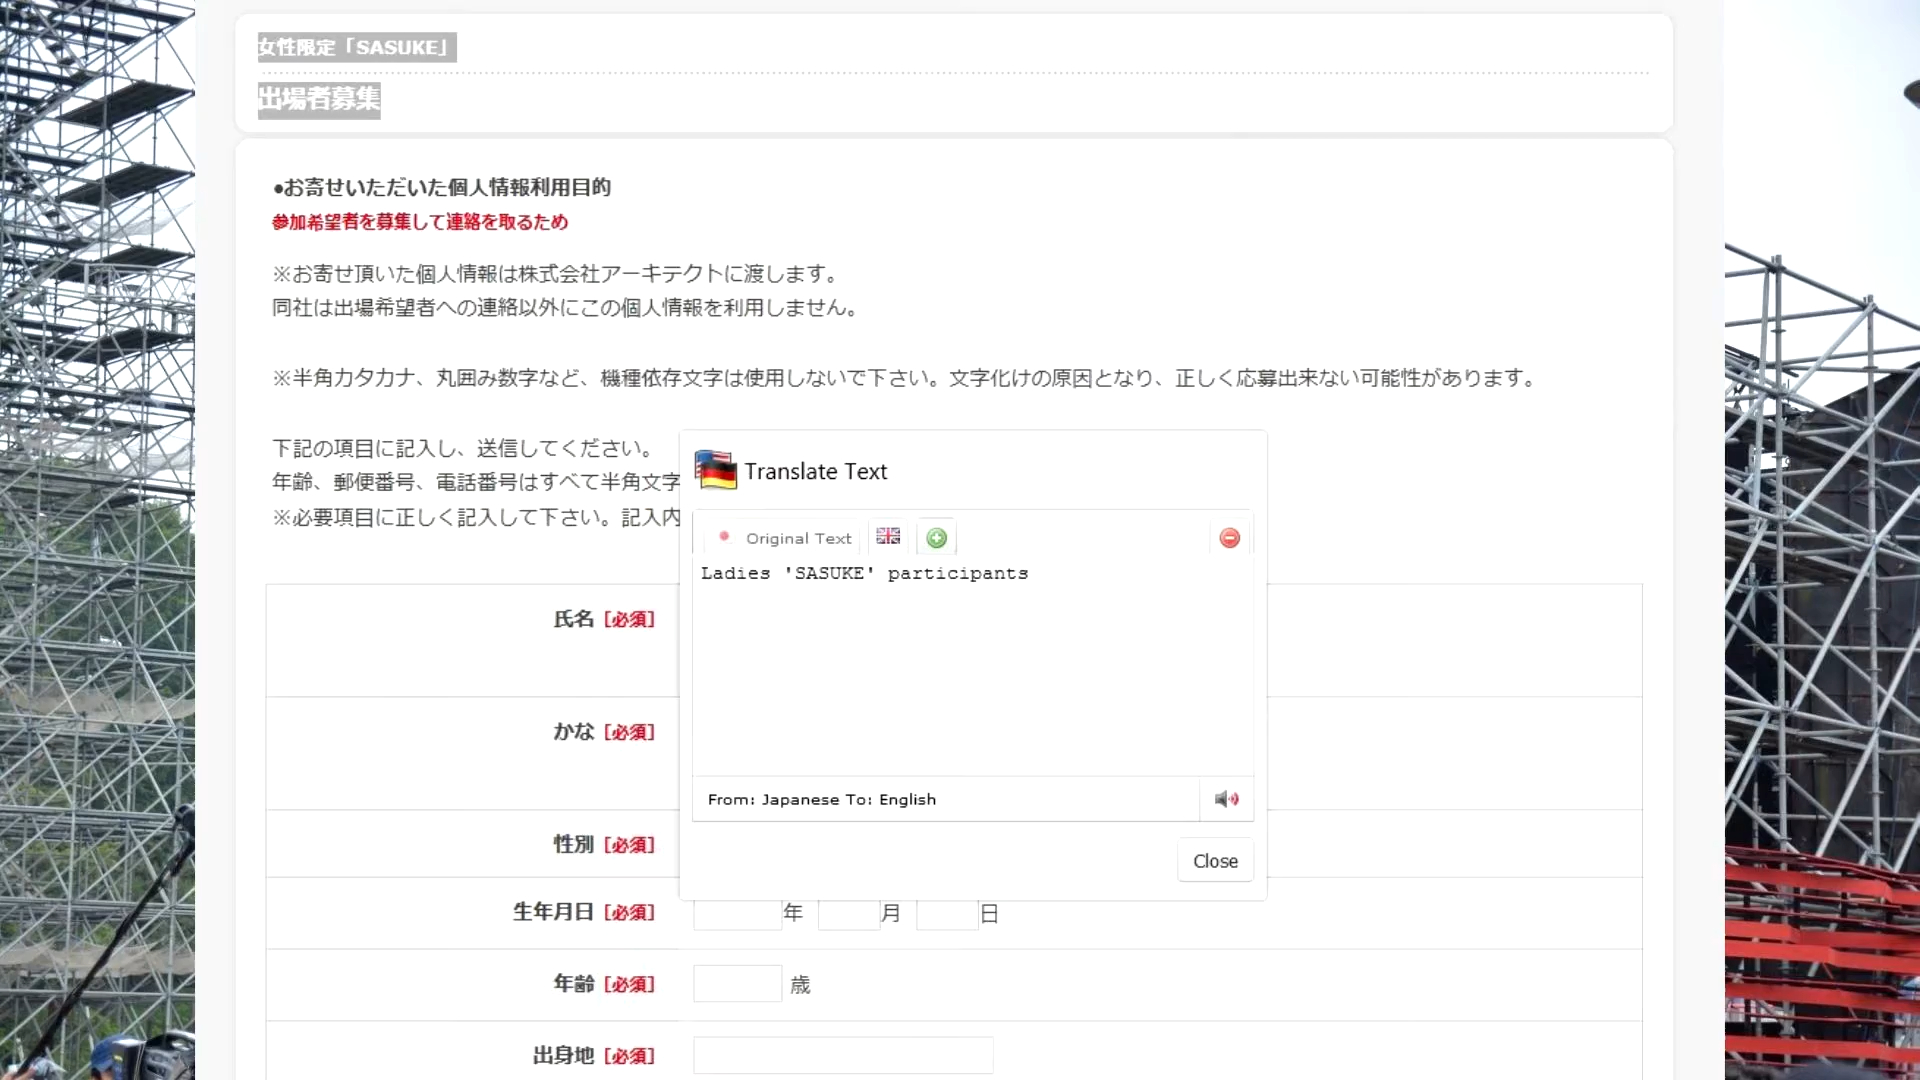 女性限定「SASUKE」
出場者募集
●お寄せいただいた個人情報利用目的
参加希望者を募集して連絡を取るため
※お寄せ頂いた個人情報は株式会社アーキテクトに渡します。
同社は出場希望者への連絡以外にこの個人情報を利用しません。
※半角カタカナ、丸囲み数字など、機種依存文字は使用しないで下さい。文字化けの原因となり、正しく応募出来ない可能性があります。
下記の項目に記入し、送信してください。
年齢、郵便番号、電話番号はすべて半角文字
※必要項目に正しく記入して下さい。記入内
Translate Text
Original Text
Ladies 'SASUKE' participants
From: Japanese To: English
Close
氏名 [必須]
かな [必須]
性別 [必須]
生年月日 [必須] 年 月 日
年齢 [必須] 歳
出身地 [必須]